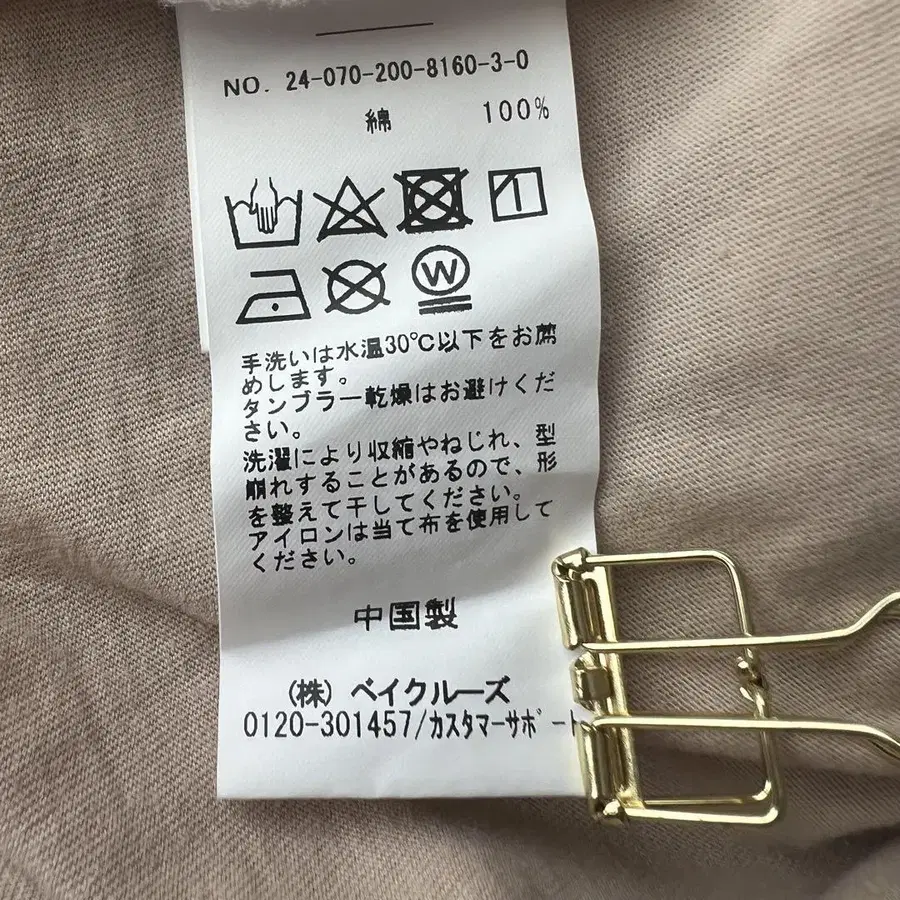 NO. 24-070-200-8160-3-0
綿 100%
W
手洗いは水温30℃以下をお薦
めします。
タンブラー乾燥はお避けくだ
さい。
洗濯により収縮やねじれ、型
崩れすることがあるので、形
を整えて干してください。
アイロンは当て布を使用して
ください。
中国製
(株) ベイクルーズ
0120-301457/カスタマーサポート